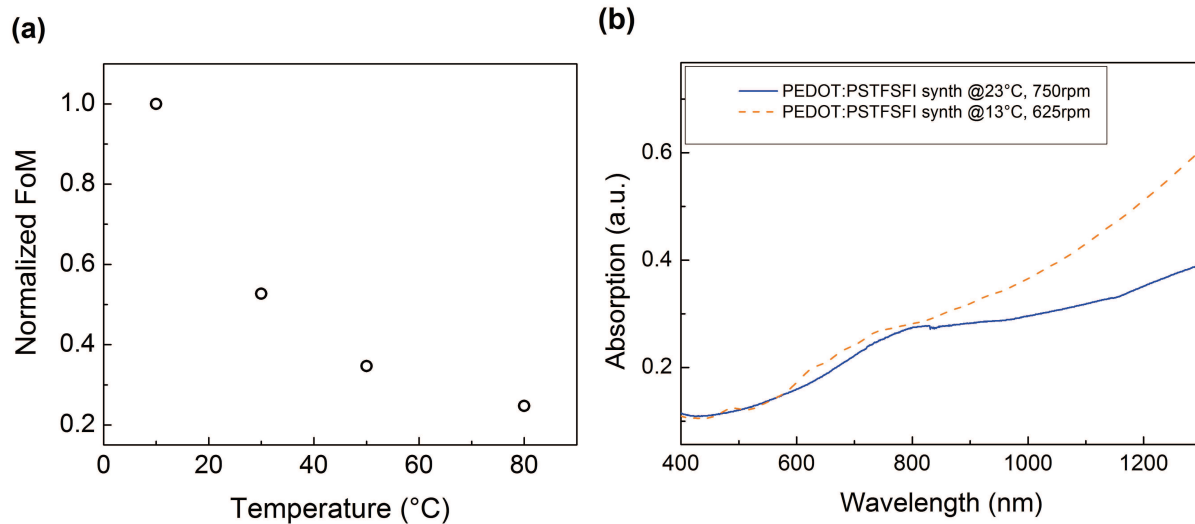 (a)
Normalized FoM
1.0
0.8
0.6
0.4
0.2
0
20
40
60
80
Temperature (°C)
(b)
PEDOT:PSTFSFI synth @23°C, 750rpm
PEDOT:PSTFSFI synth @13°C, 625rpm
Absorption (a.u.)
0.6
0.4
0.2
400
600
800
1000
1200
Wavelength (nm)